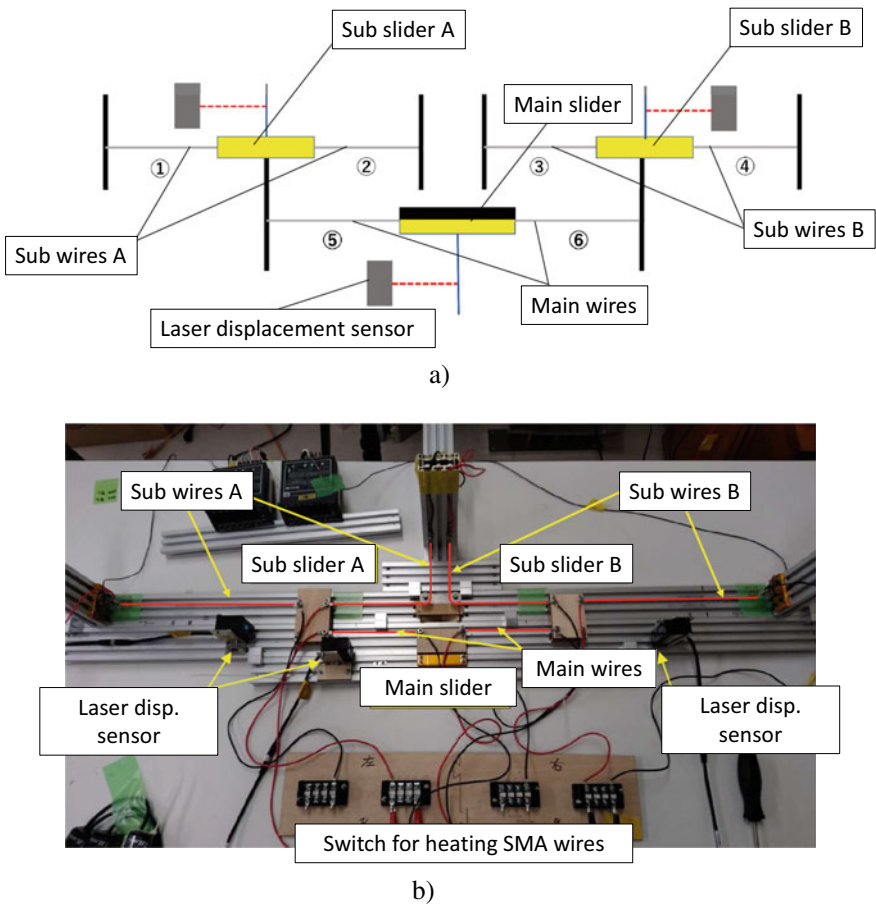 Sub slider A
Sub slider B
Main slider
①
②
③
④
Sub wires A
⑤
⑥
Sub wires B
Main wires
Laser displacement sensor
a)
Sub wires A
Sub wires B
Sub slider A
Sub slider B
Main wires
Main slider
Laser disp.
sensor
Laser disp.
sensor
左
右
Switch for heating SMA wires
b)